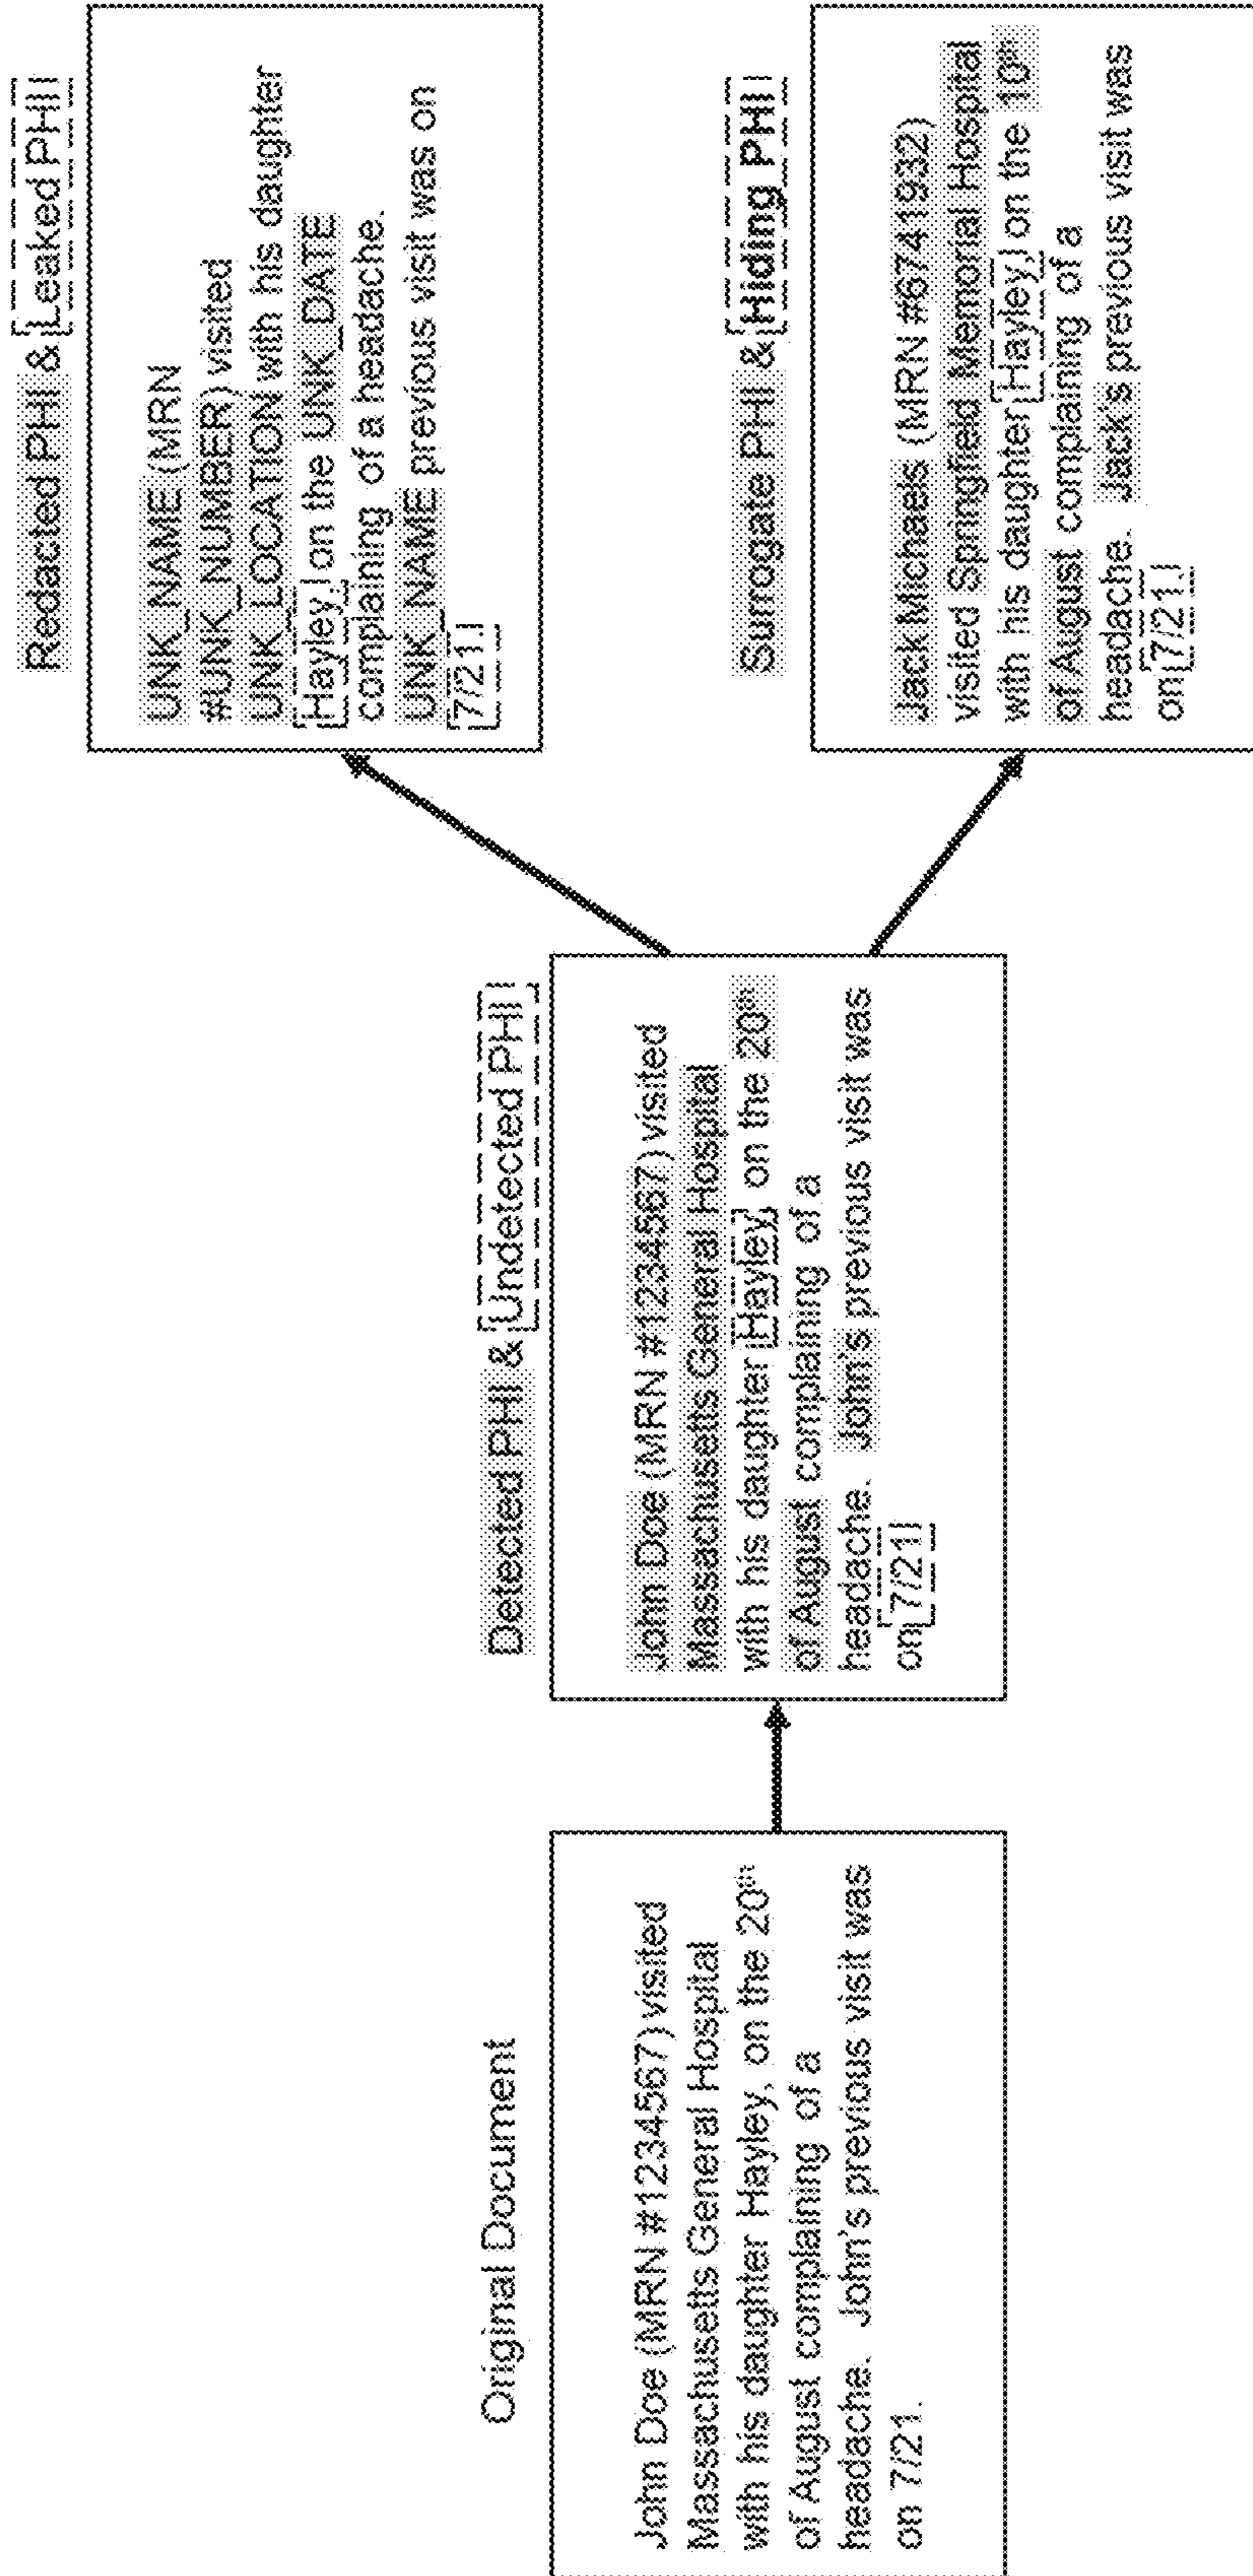 Original Document
John Doe (MRN #1234567) visited
Massachusetts General Hospital
with his daughter Hayley, on the 20th
of August complaining of a
headache. John's previous visit was
on 7/21.
Detected PHI & Undetected PHI
John Doe (MRN #1234567) visited
Massachusetts General Hospital
with his daughter Hayley, on the 20th
of August complaining of a
headache. John's previous visit was
on 7/21
Redacted PHI & Leaked PHI
UNK_NAME (MRN
#UNK_NUMBER) visited
UNK_LOCATION with his daughter
Hayley, on the UNK_DATE
complaining of a headache.
UNK_NAME previous visit was on
7/21.
Surrogate PHI & Hiding PHI
Jack Michaels (MRN #6741932)
visited Springfield Memorial Hospital
with his daughter Hayley, on the 10th
of August complaining of a
headache. Jack's previous visit was
on 7/21.